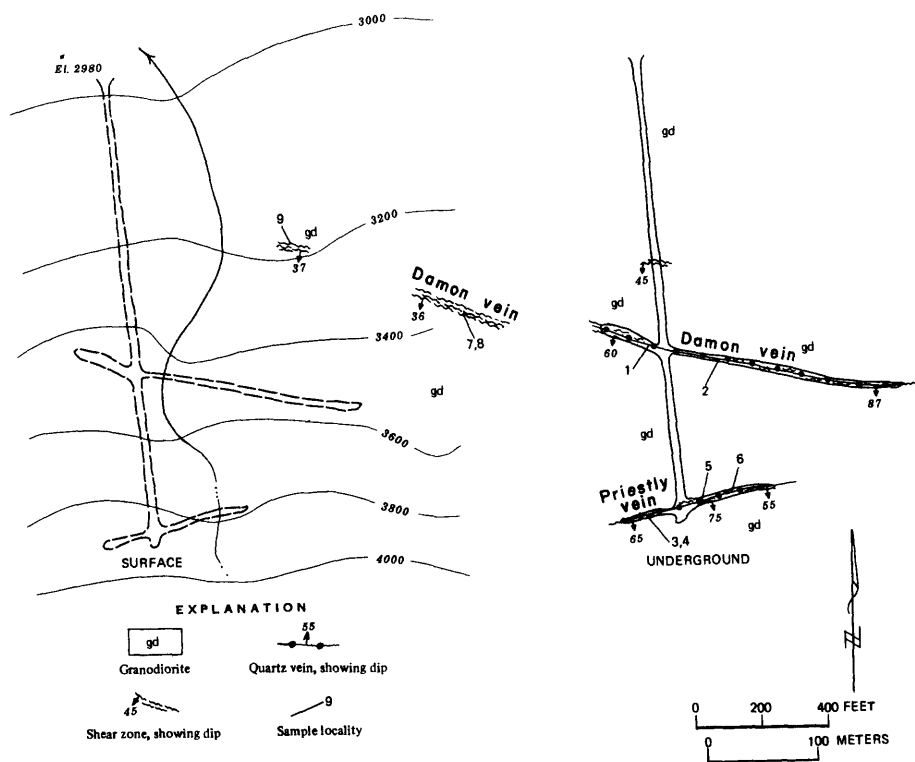 3000
El. 2980
9
gd
3200
37
Damon vein
36
7,8
3400
gd
3600
3800
4000
SURFACE
gd
45
gd
Damon vein
gd
60
1
2
87
gd
5
6
Priestly
vein
65
3,4
75
55
gd
UNDERGROUND
EXPLANATION
gd
Granodiorite
55
Quartz vein, showing dip
45
Shear zone, showing dip
9
Sample locality
N
0 200 400 FEET
0 100 METERS